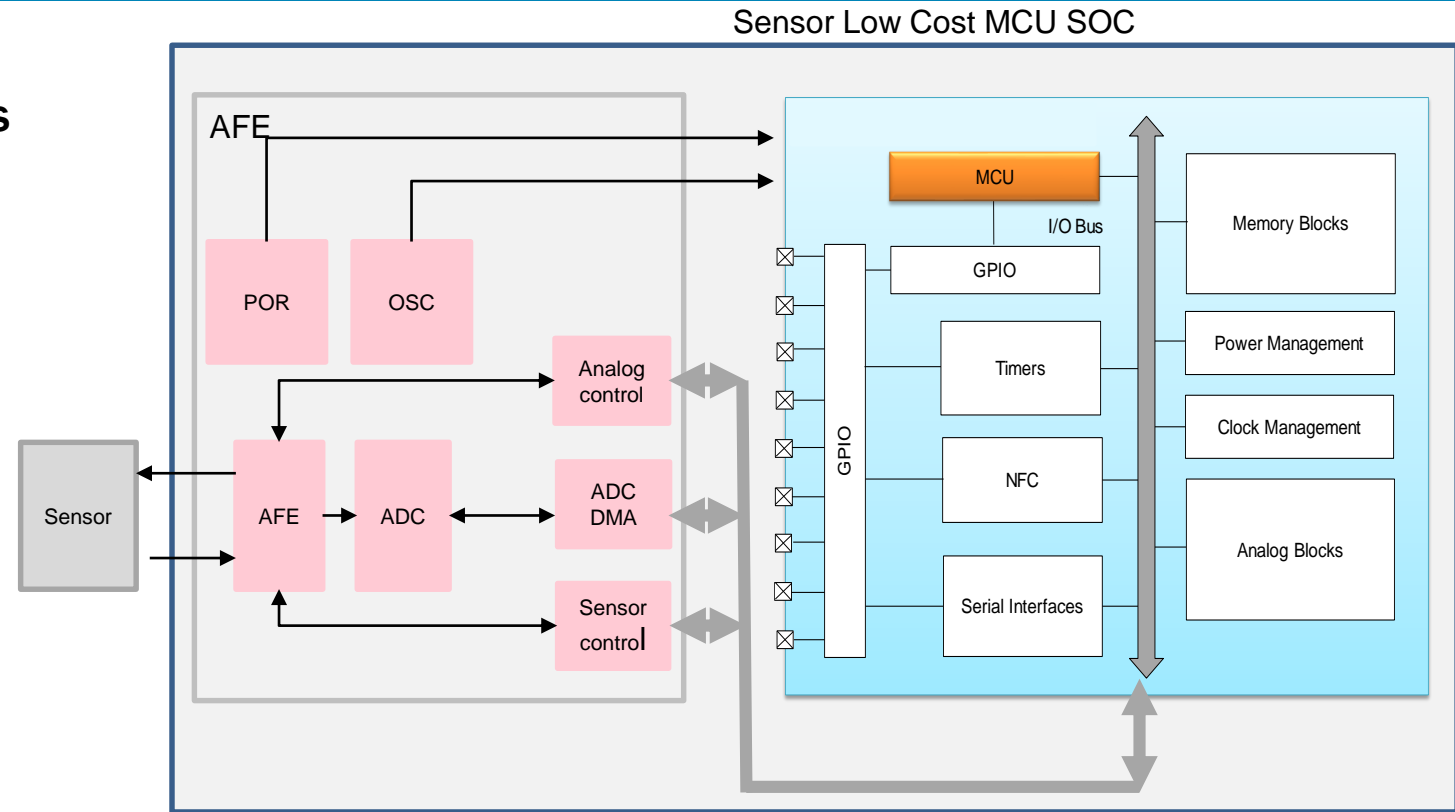 Sensor Low Cost MCU SOC
s
AFE
POR
OSC
Analog
control
Sensor
AFE
ADC
ADC
DMA
Sensor
control
MCU
I/O Bus
GPIO
GPIO
Timers
NFC
Serial Interfaces
Memory Blocks
Power Management
Clock Management
Analog Blocks